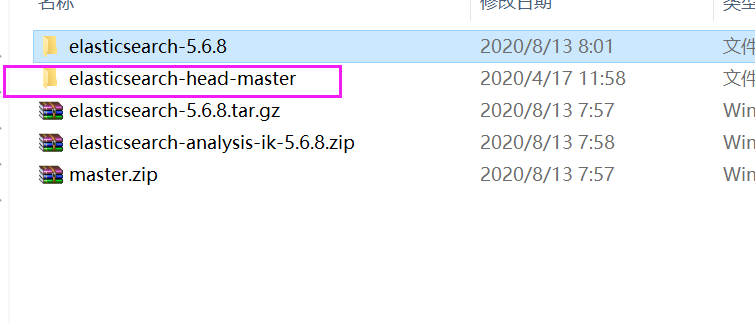 名称 修改日期 类型
elasticsearch-5.6.8 2020/8/13 8:01 文件
elasticsearch-head-master 2020/4/17 11:58 文件
elasticsearch-5.6.8.tar.gz 2020/8/13 7:57 Win
elasticsearch-analysis-ik-5.6.8.zip 2020/8/13 7:58 Win
master.zip 2020/8/13 7:57 Win